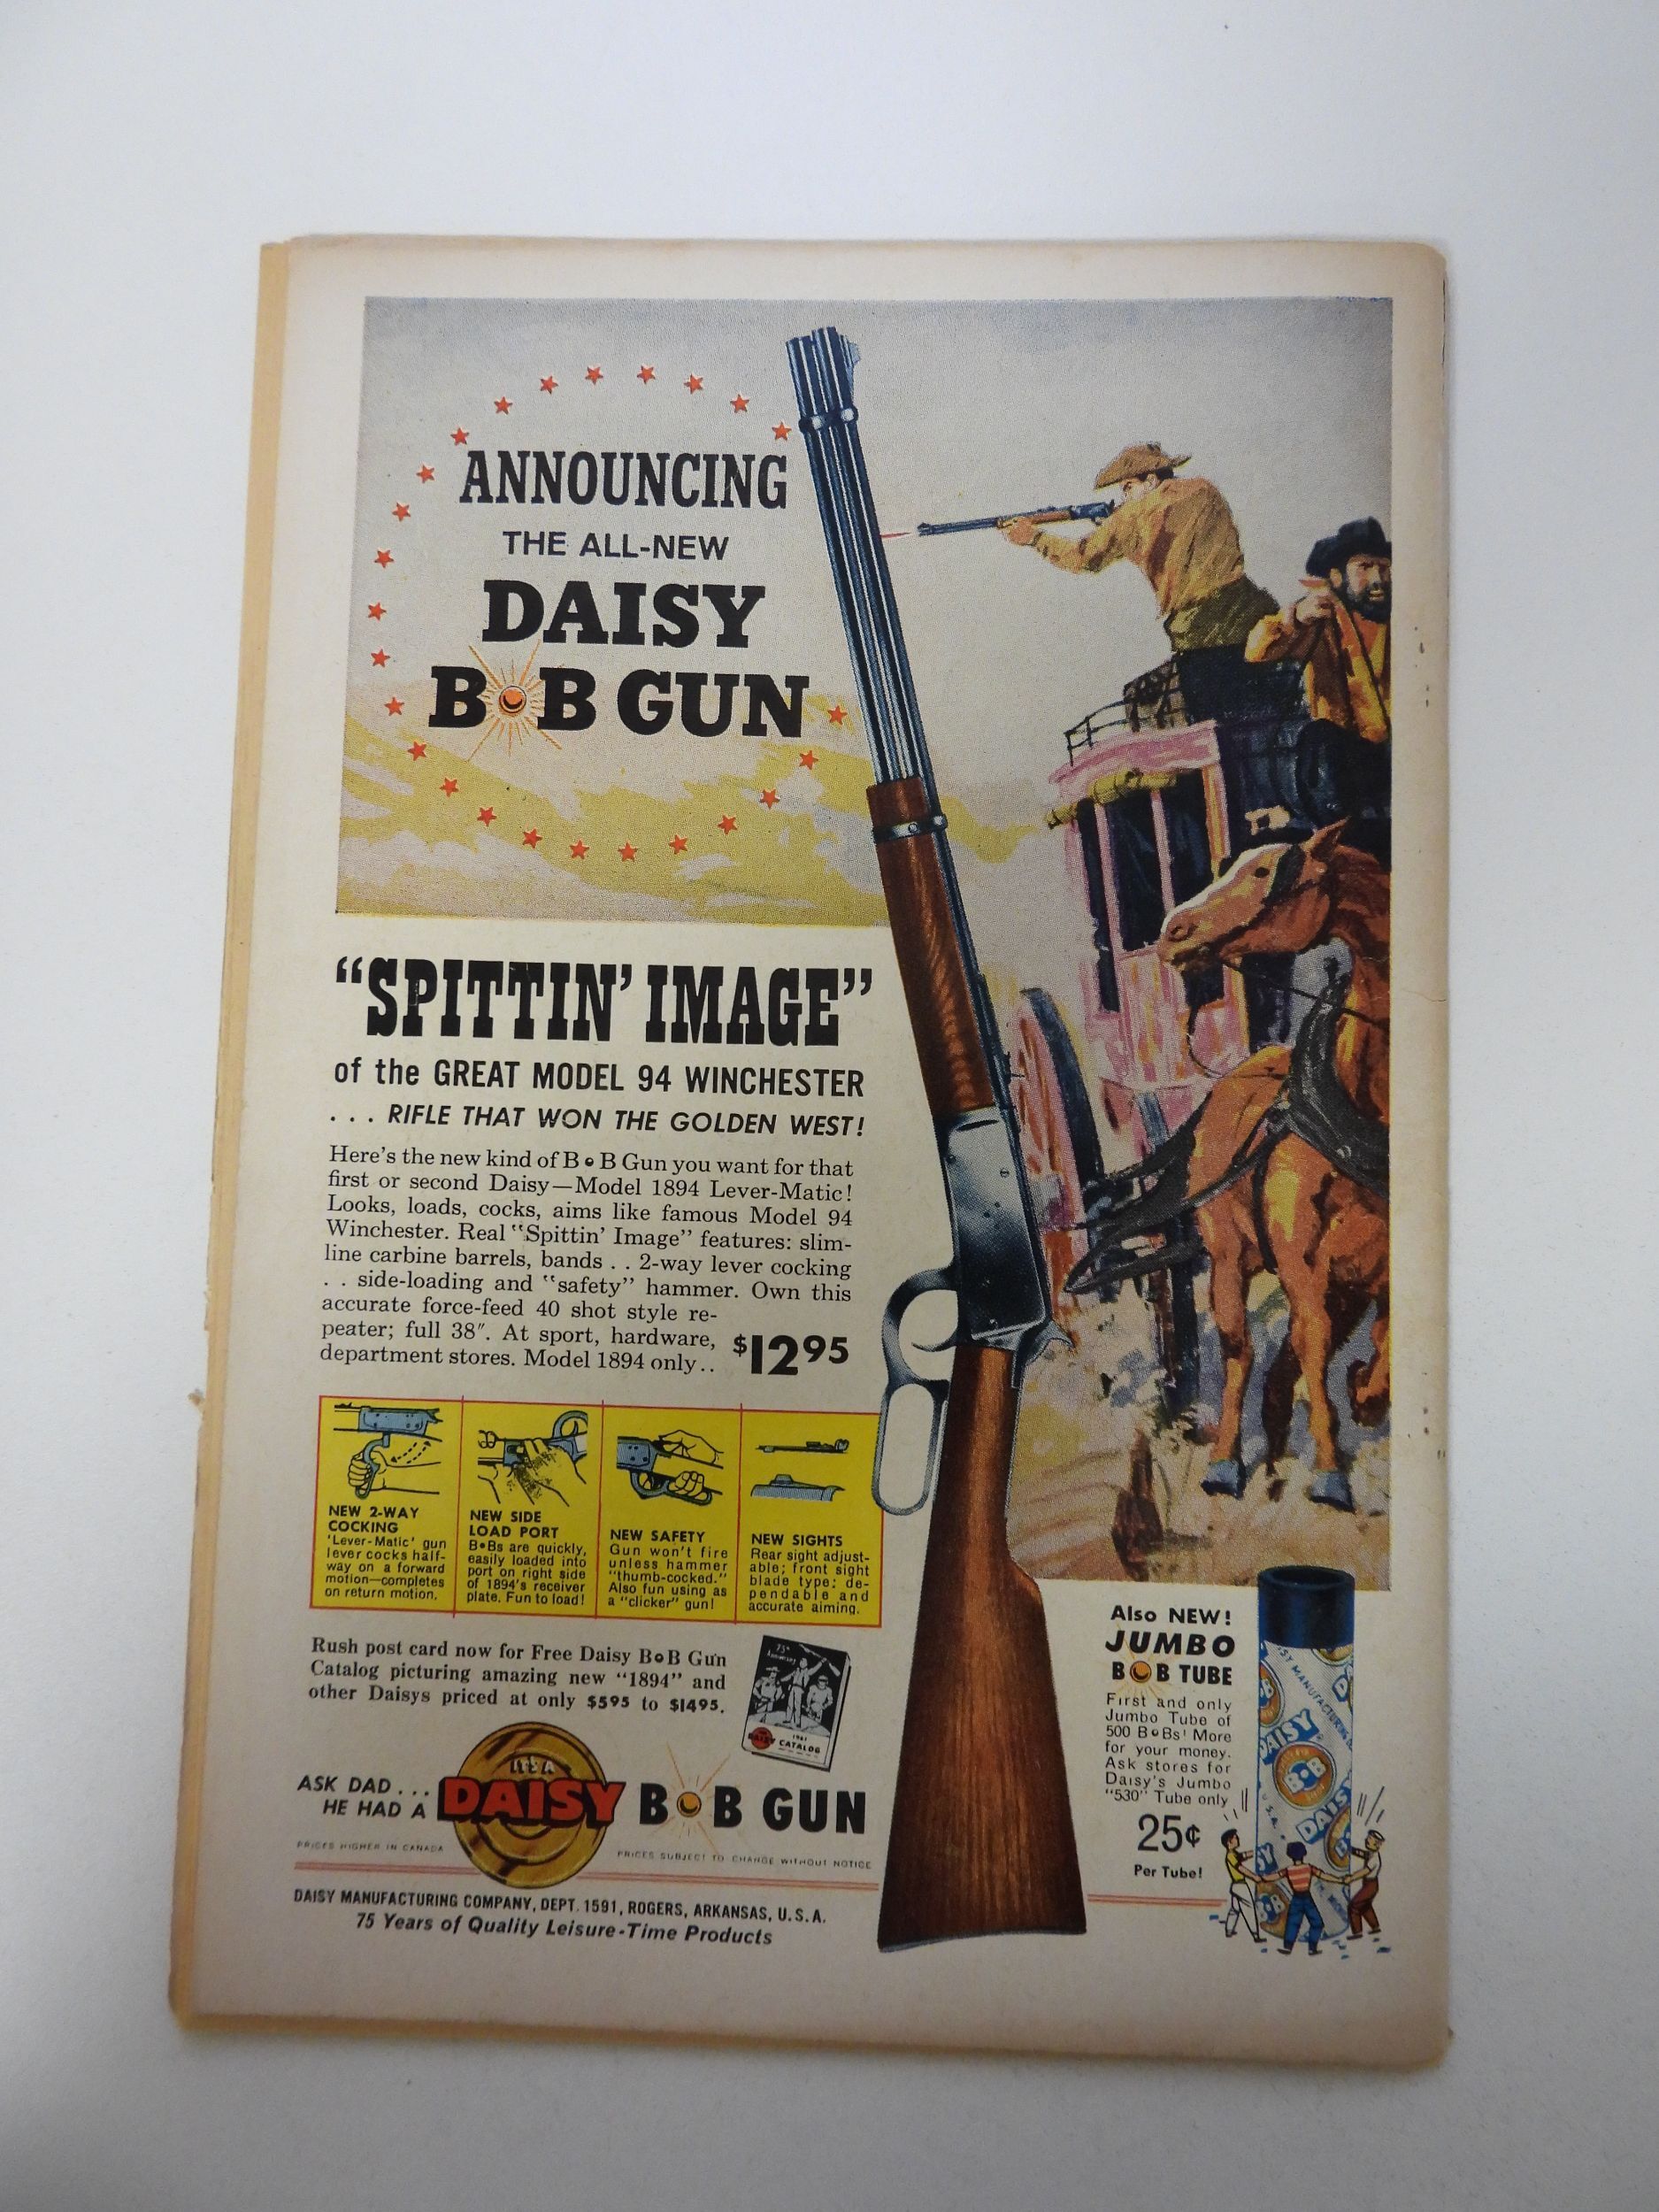 ANNOUNCING
THE ALL-NEW
DAISY
B•B GUN
"SPITTIN' IMAGE"
of the GREAT MODEL 94 WINCHESTER
. . . RIFLE THAT WON THE GOLDEN WEST!
Here's the new kind of B•B Gun you want for that
first or second Daisy—Model 1894 Lever-Matic!
Looks, loads, cocks, aims like famous Model 94
Winchester. Real "Spittin' Image" features: slim-
line carbine barrels, bands . . 2-way lever cocking
. . side-loading and "safety" hammer. Own this
accurate force-feed 40 shot style re-
peater; full 38". At sport, hardware,
department stores. Model 1894 only..
$12 95
NEW 2-WAY
COCKING
'Lever-Matic' gun
lever cocks half-
way on a forward
motion—completes
on return motion.
NEW SIDE
LOAD PORT
B•Bs are quickly,
easily loaded into
port on right side
of 1894's receiver
plate. Fun to load!
NEW SAFETY
Gun won't fire
unless hammer
"thumb-cocked."
Also fun using as
a "clicker" gun!
NEW SIGHTS
Rear sight adjust-
able; front sight
blade type; de-
pendable and
accurate aiming.
Rush post card now for Free Daisy B•B Gun
Catalog picturing amazing new "1894" and
other Daisys priced at only $595 to $1495.
75th
Anniversary
DAISY
1961
CATALOG
ASK DAD . . .
HE HAD A
IT'S A
DAISY B•B GUN
PRICES HIGHER IN CANADA
PRICES SUBJECT TO CHANGE WITHOUT NOTICE
DAISY MANUFACTURING COMPANY, DEPT. 1591, ROGERS, ARKANSAS, U.S.A.
75 Years of Quality Leisure-Time Products
Also NEW!
JUMBO
B•B TUBE
First and only
Jumbo Tube of
500 B•Bs! More
for your money.
Ask stores for
Daisy's Jumbo
"530" Tube only
25¢
Per Tube!
DAISY
B•B
DAISY